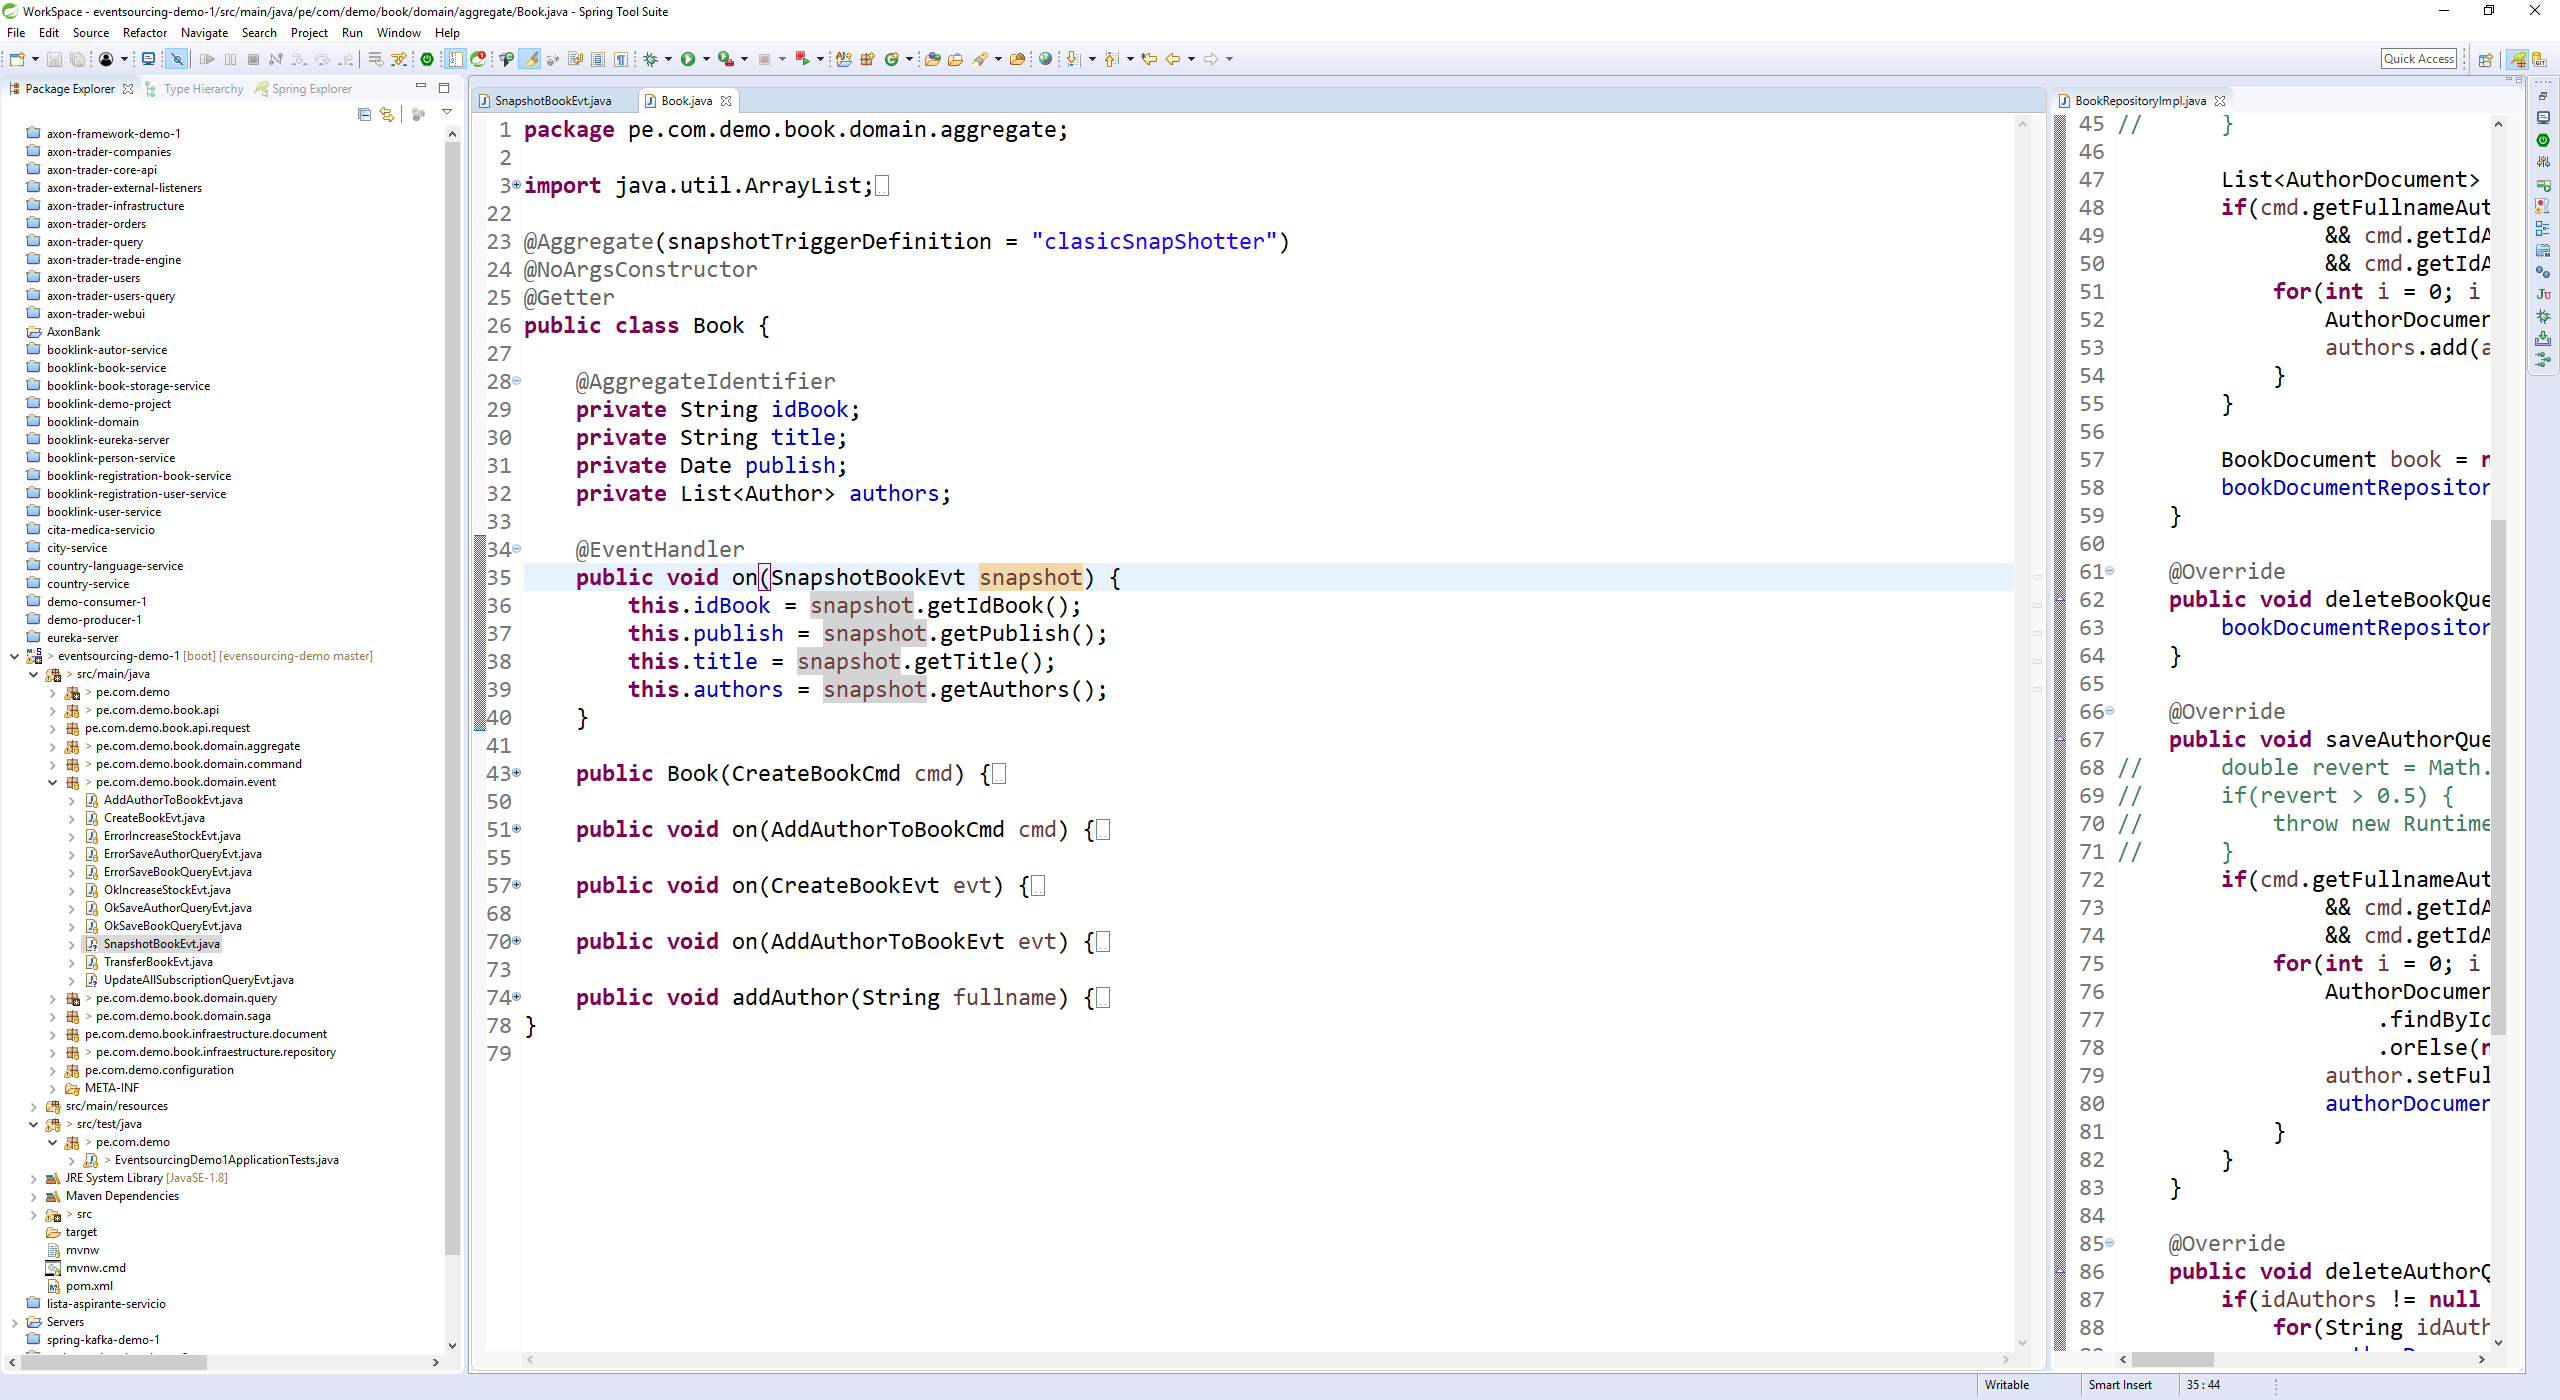 WorkSpace - eventsourcing-demo-1/src/main/java/pe/com/demo/book/domain/aggregate/Book.java - Spring Tool Suite
File Edit Source Refactor Navigate Search Project Run Window Help
Quick Access
Package Explorer Type Hierarchy Spring Explorer
axon-framework-demo-1
axon-trader-companies
axon-trader-core-api
axon-trader-external-listeners
axon-trader-infrastructure
axon-trader-orders
axon-trader-query
axon-trader-trade-engine
axon-trader-users
axon-trader-users-query
axon-trader-webui
AxonBank
booklink-autor-service
booklink-book-service
booklink-book-storage-service
booklink-demo-project
booklink-domain
booklink-eureka-server
booklink-person-service
booklink-registration-book-service
booklink-registration-user-service
booklink-user-service
cita-medica-servicio
city-service
country-language-service
country-service
demo-consumer-1
demo-producer-1
eureka-server
> eventsourcing-demo-1 [boot] [evensourcing-demo master]
> src/main/java
> pe.com.demo
> pe.com.demo.book.api
pe.com.demo.book.api.request
> pe.com.demo.book.domain.aggregate
> pe.com.demo.book.domain.command
> pe.com.demo.book.domain.event
AddAuthorToBookEvt.java
CreateBookEvt.java
ErrorIncreaseStockEvt.java
ErrorSaveAuthorQueryEvt.java
ErrorSaveBookQueryEvt.java
OkIncreaseStockEvt.java
OkSaveAuthorQueryEvt.java
OkSaveBookQueryEvt.java
SnapshotBookEvt.java
TransferBookEvt.java
UpdateAllSubscriptionQueryEvt.java
> pe.com.demo.book.domain.query
> pe.com.demo.book.domain.saga
pe.com.demo.book.infraestructure.document
> pe.com.demo.book.infraestructure.repository
pe.com.demo.configuration
META-INF
src/main/resources
> src/test/java
> pe.com.demo
> EventsourcingDemo1ApplicationTests.java
JRE System Library [JavaSE-1.8]
Maven Dependencies
> src
target
mvnw
mvnw.cmd
pom.xml
lista-aspirante-servicio
Servers
spring-kafka-demo-1
SnapshotBookEvt.java Book.java
1 package pe.com.demo.book.domain.aggregate;
2
3 import java.util.ArrayList;
22
23 @Aggregate(snapshotTriggerDefinition = "clasicSnapShotter")
24 @NoArgsConstructor
25 @Getter
26 public class Book {
27
28 @AggregateIdentifier
29 private String idBook;
30 private String title;
31 private Date publish;
32 private List<Author> authors;
33
34 @EventHandler
35 public void on(SnapshotBookEvt snapshot) {
36 this.idBook = snapshot.getIdBook();
37 this.publish = snapshot.getPublish();
38 this.title = snapshot.getTitle();
39 this.authors = snapshot.getAuthors();
40 }
41
43 public Book(CreateBookCmd cmd) {
50
51 public void on(AddAuthorToBookCmd cmd) {
55
57 public void on(CreateBookEvt evt) {
68
70 public void on(AddAuthorToBookEvt evt) {
73
74 public void addAuthor(String fullname) {
78 }
79
BookRepositoryImpl.java
45 // }
46
47 List<AuthorDocument>
48 if(cmd.getFullnameAut
49 && cmd.getIdA
50 && cmd.getIdA
51 for(int i = 0; i
52 AuthorDocumen
53 authors.add(a
54 }
55 }
56
57 BookDocument book = n
58 bookDocumentRepositor
59 }
60
61 @Override
62 public void deleteBookQue
63 bookDocumentRepositor
64 }
65
66 @Override
67 public void saveAuthorQue
68 // double revert = Math.
69 // if(revert > 0.5) {
70 // throw new Runtime
71 // }
72 if(cmd.getFullnameAut
73 && cmd.getIdA
74 && cmd.getIdA
75 for(int i = 0; i
76 AuthorDocumen
77 .findById
78 .orElse(n
79 author.setFul
80 authorDocumen
81 }
82 }
83 }
84
85 @Override
86 public void deleteAuthorQ
87 if(idAuthors != null
88 for(String idAuth
Writable Smart Insert 35 : 44